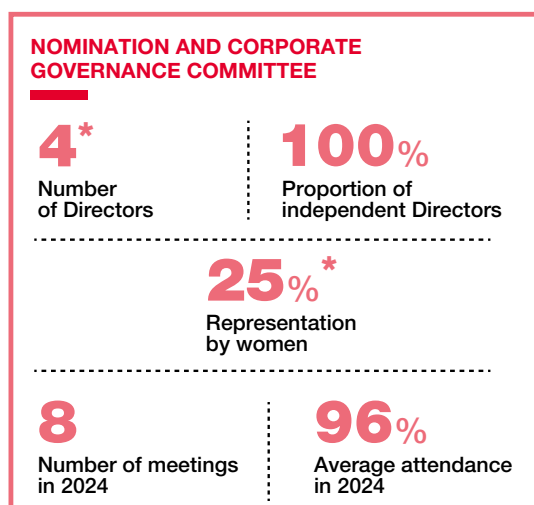 NOMINATION AND CORPORATE
GOVERNANCE COMMITTEE
4*
Number
of Directors
100%
Proportion of
independent Directors
25%*
Representation
by women
8
Number of meetings
in 2024
96%
Average attendance
in 2024